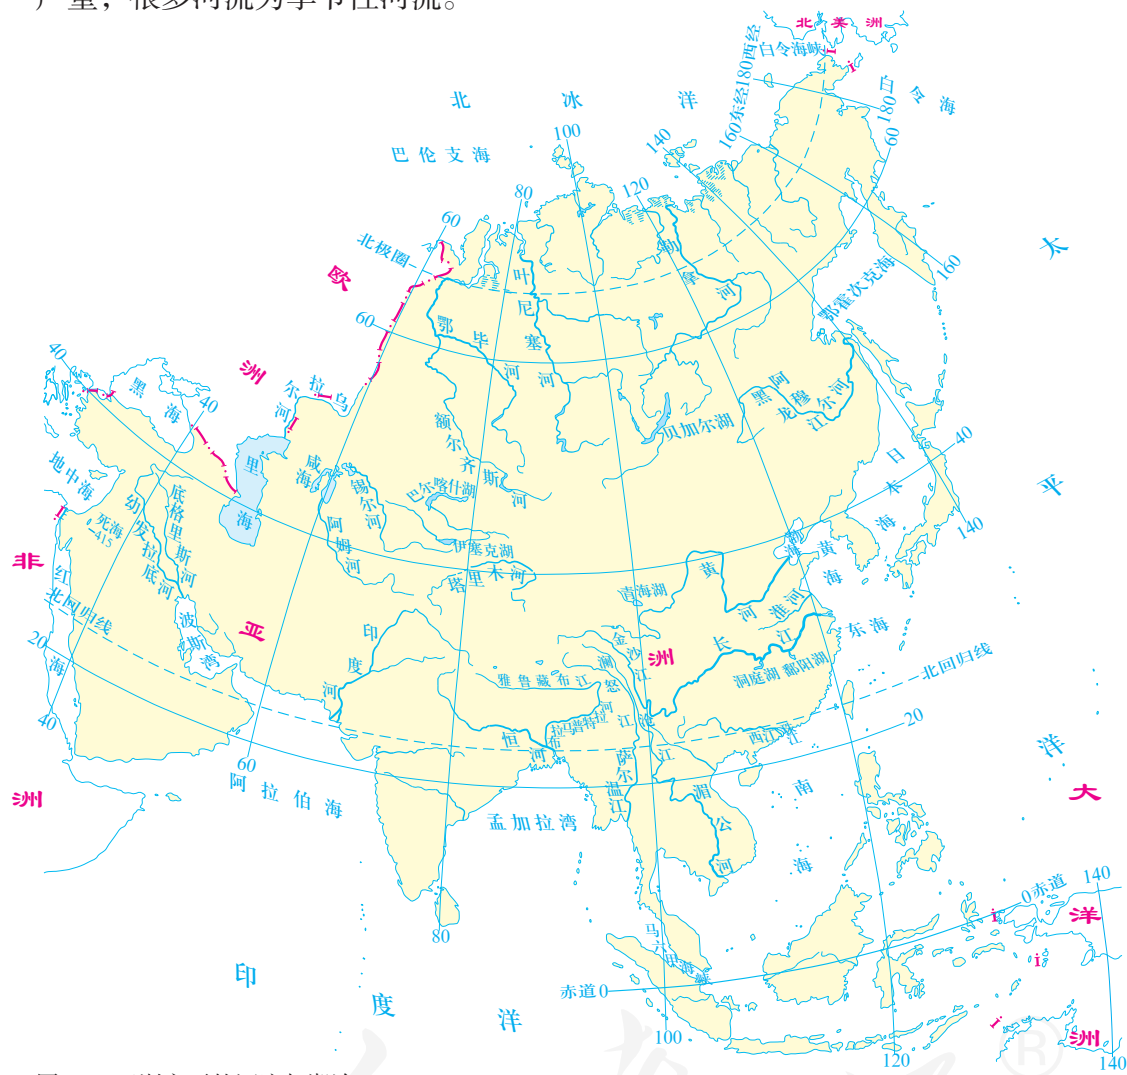 北美洲
白令海峡
白令海
北冰洋
巴伦支海
东经180西经
160
180
60
140
100
120
80
60
160
北极圈
欧洲
60
太平洋
鄂霍次克海
勒拿河
叶尼塞河
鄂毕河
额尔齐斯河
黑龙江
阿穆尔河
贝加尔湖
乌拉尔河
40
黑海
40
里海
咸海
锡尔河
阿姆河
巴尔喀什湖
伊塞克湖
塔里木河
地中海
死海
-415
幼发拉底河
底格里斯河
波斯湾
非洲
红海
北回归线
20
40
亚洲
印度河
青海湖
黄河
淮河
渤海
黄海
日本海
40
140
东海
长江
金沙江
洞庭湖
鄱阳湖
雅鲁藏布江
怒江
澜沧江
恒河
布拉马普特拉河
萨尔温江
湄公河
西江
珠江
北回归线
20
60
阿拉伯海
孟加拉湾
南海
80
印度洋
马六甲海峡
赤道0
0赤道
100
120
140
140
大洋洲